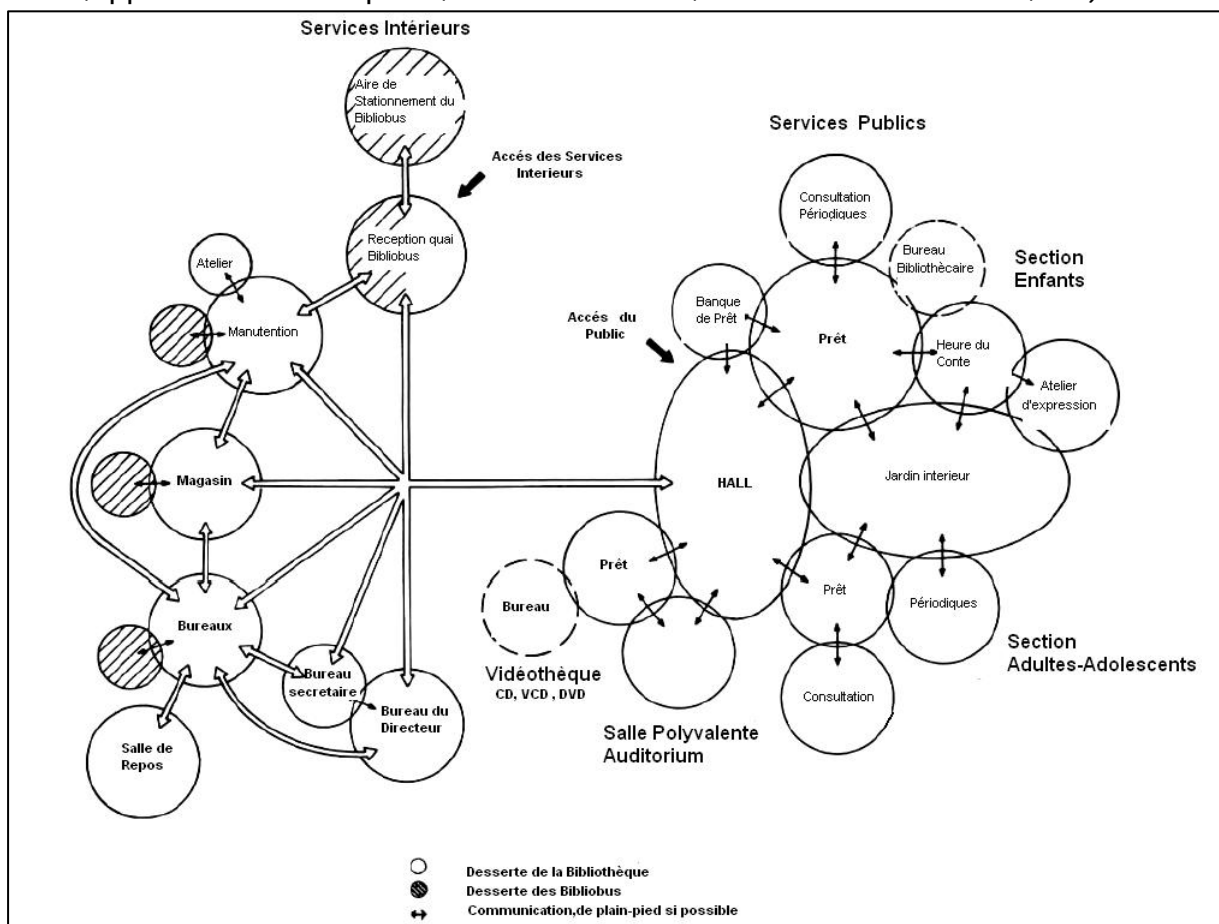 Services Intérieurs
Aire de
Stationnement du
Bibliobus
Accés des Services
Interieurs
Reception quai
Bibliobus
Atelier
Manutention
Magasin
Bureaux
Bureau
secretaire
Bureau du
Directeur
Salle de
Repos
Services Publics
Consultation
Périodiques
Bureau
Bibliothècaire
Section
Enfants
Banque
de Prêt
Accés du
Public
Prêt
Heure du
Conte
Atelier
d'expression
HALL
Jardin interieur
Prêt
Bureau
Vidéothèque
CD, VCD , DVD
Prêt
Périodiques
Section
Adultes-Adolescents
Consultation
Salle Polyvalente
Auditorium
Desserte de la Bibliothèque
Desserte des Bibliobus
Communication,de plain-pied si possible